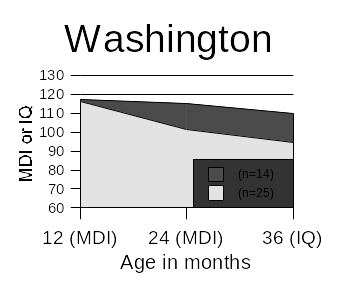 Washington
130
120
110
100
90
80
70
60
MDI or IQ
(n=14)
(n=25)
12 (MDI) 24 (MDI) 36 (IQ)
Age in months